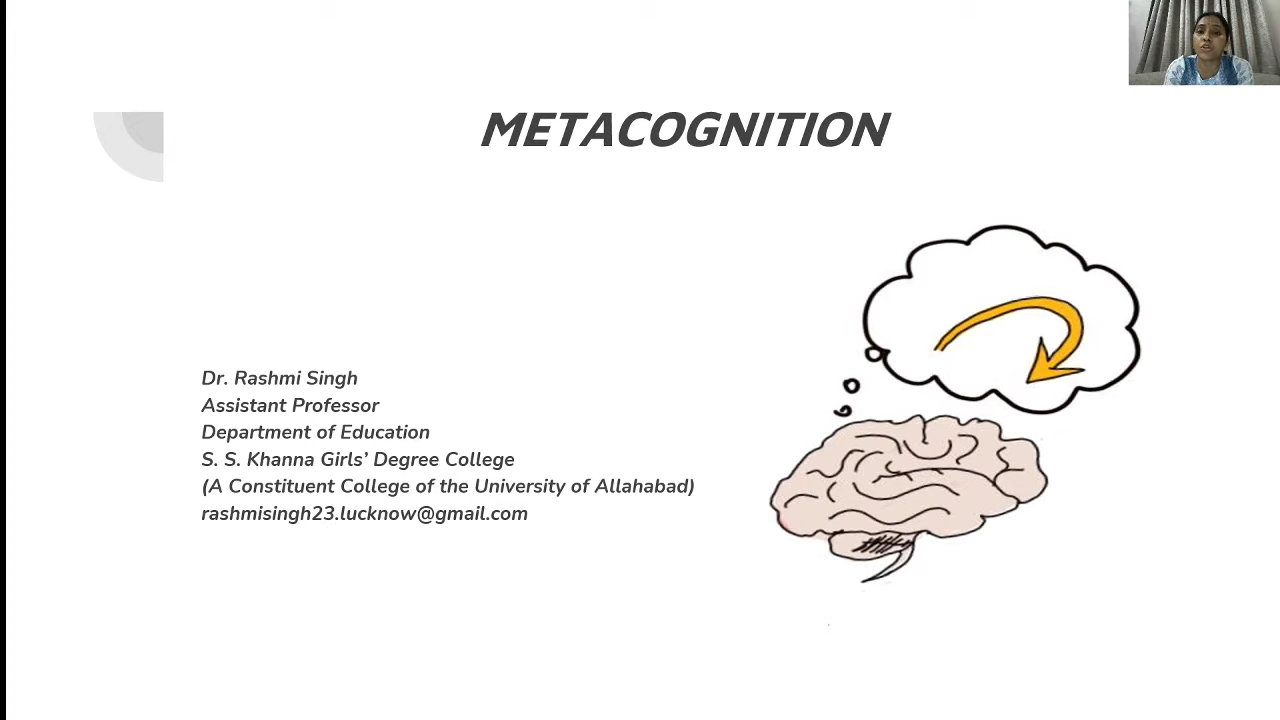 METACOGNITION
Dr. Rashmi Singh
Assistant Professor
Department of Education
S. S. Khanna Girls’ Degree College
(A Constituent College of the University of Allahabad)
rashmisingh23.lucknow@gmail.com